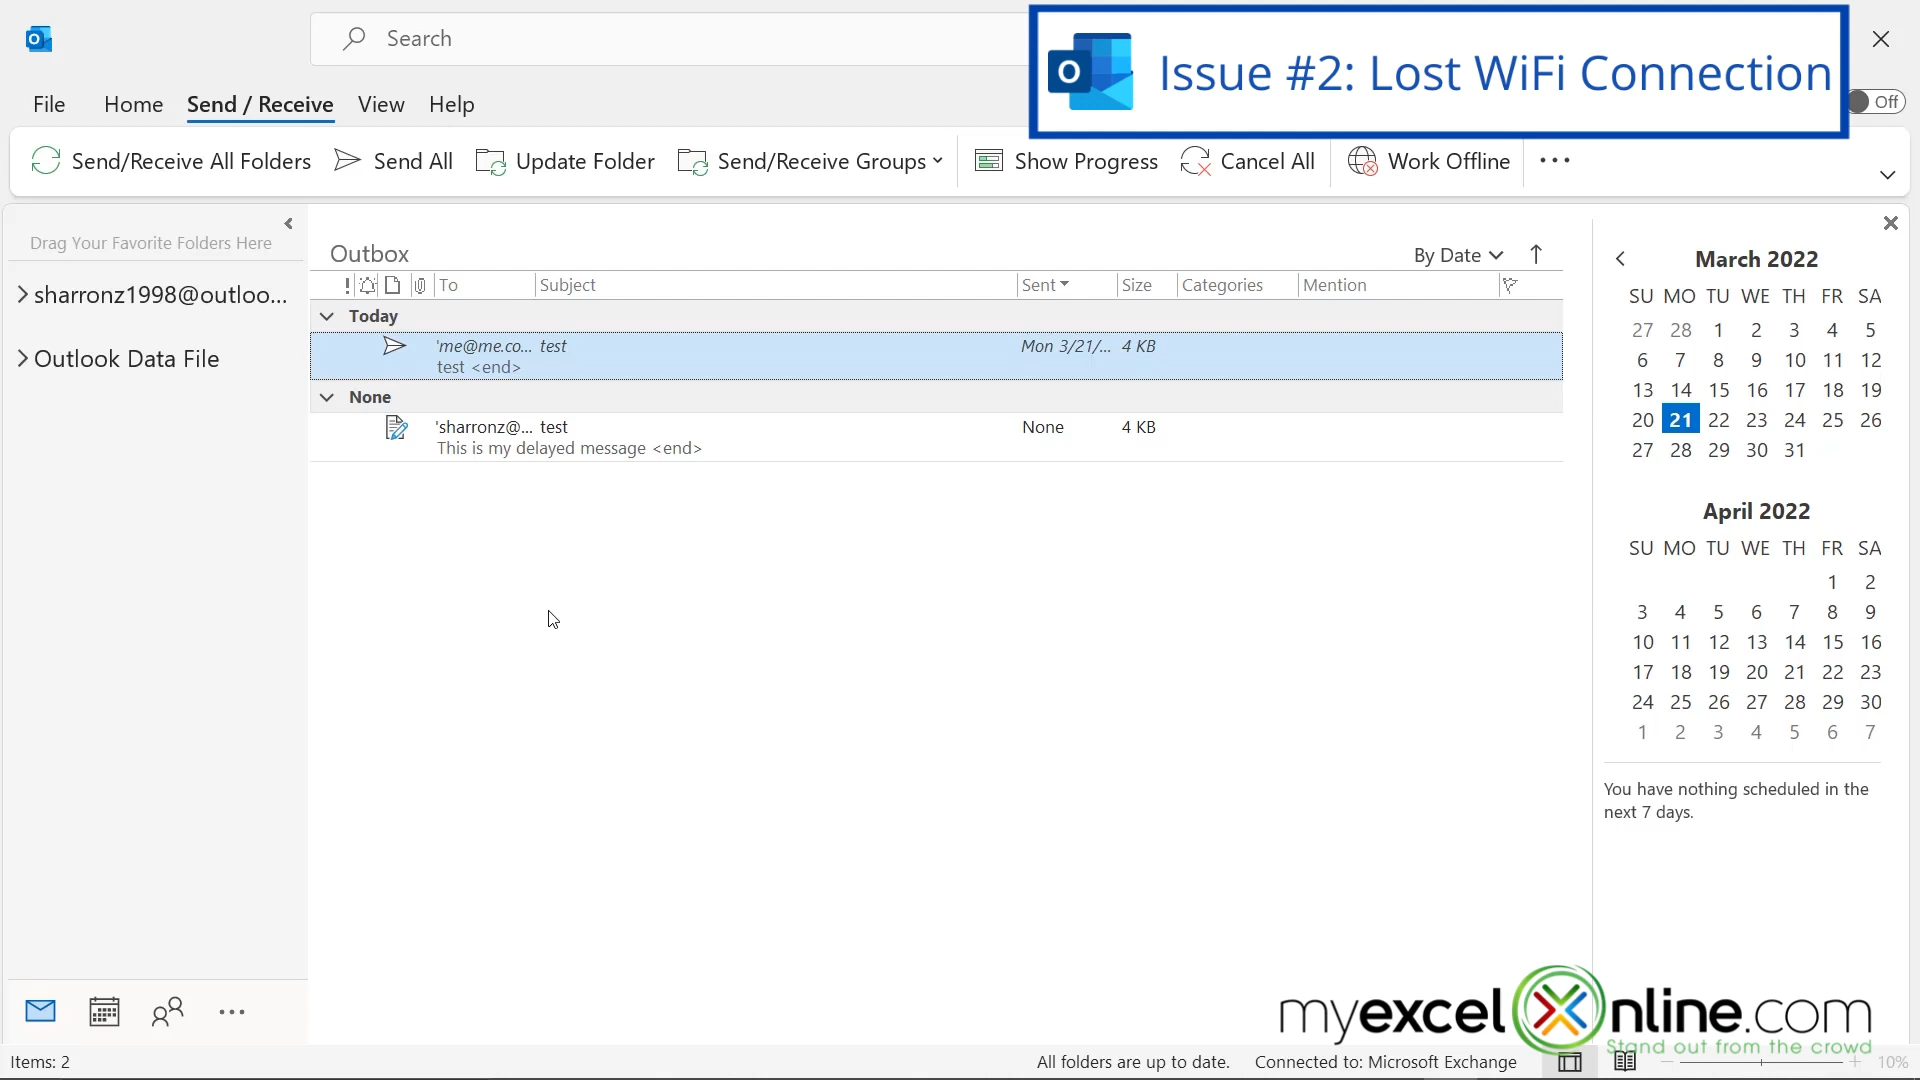 Search
Issue #2: Lost WiFi Connection
File Home Send / Receive View Help
Off
Send/Receive All Folders Send All Update Folder Send/Receive Groups Show Progress Cancel All Work Offline
Drag Your Favorite Folders Here
sharronz1998@outloo...
Outlook Data File
Outbox
By Date
! To Subject Sent Size Categories Mention
Today
'me@me.co... test Mon 3/21/... 4 KB
test <end>
None
'sharronz@... test None 4 KB
This is my delayed message <end>
March 2022
SU MO TU WE TH FR SA
27 28 1 2 3 4 5
6 7 8 9 10 11 12
13 14 15 16 17 18 19
20 21 22 23 24 25 26
27 28 29 30 31
April 2022
SU MO TU WE TH FR SA
1 2
3 4 5 6 7 8 9
10 11 12 13 14 15 16
17 18 19 20 21 22 23
24 25 26 27 28 29 30
1 2 3 4 5 6 7
You have nothing scheduled in the
next 7 days.
myexcelonline.com
Stand out from the crowd
Items: 2
All folders are up to date. Connected to: Microsoft Exchange
10%